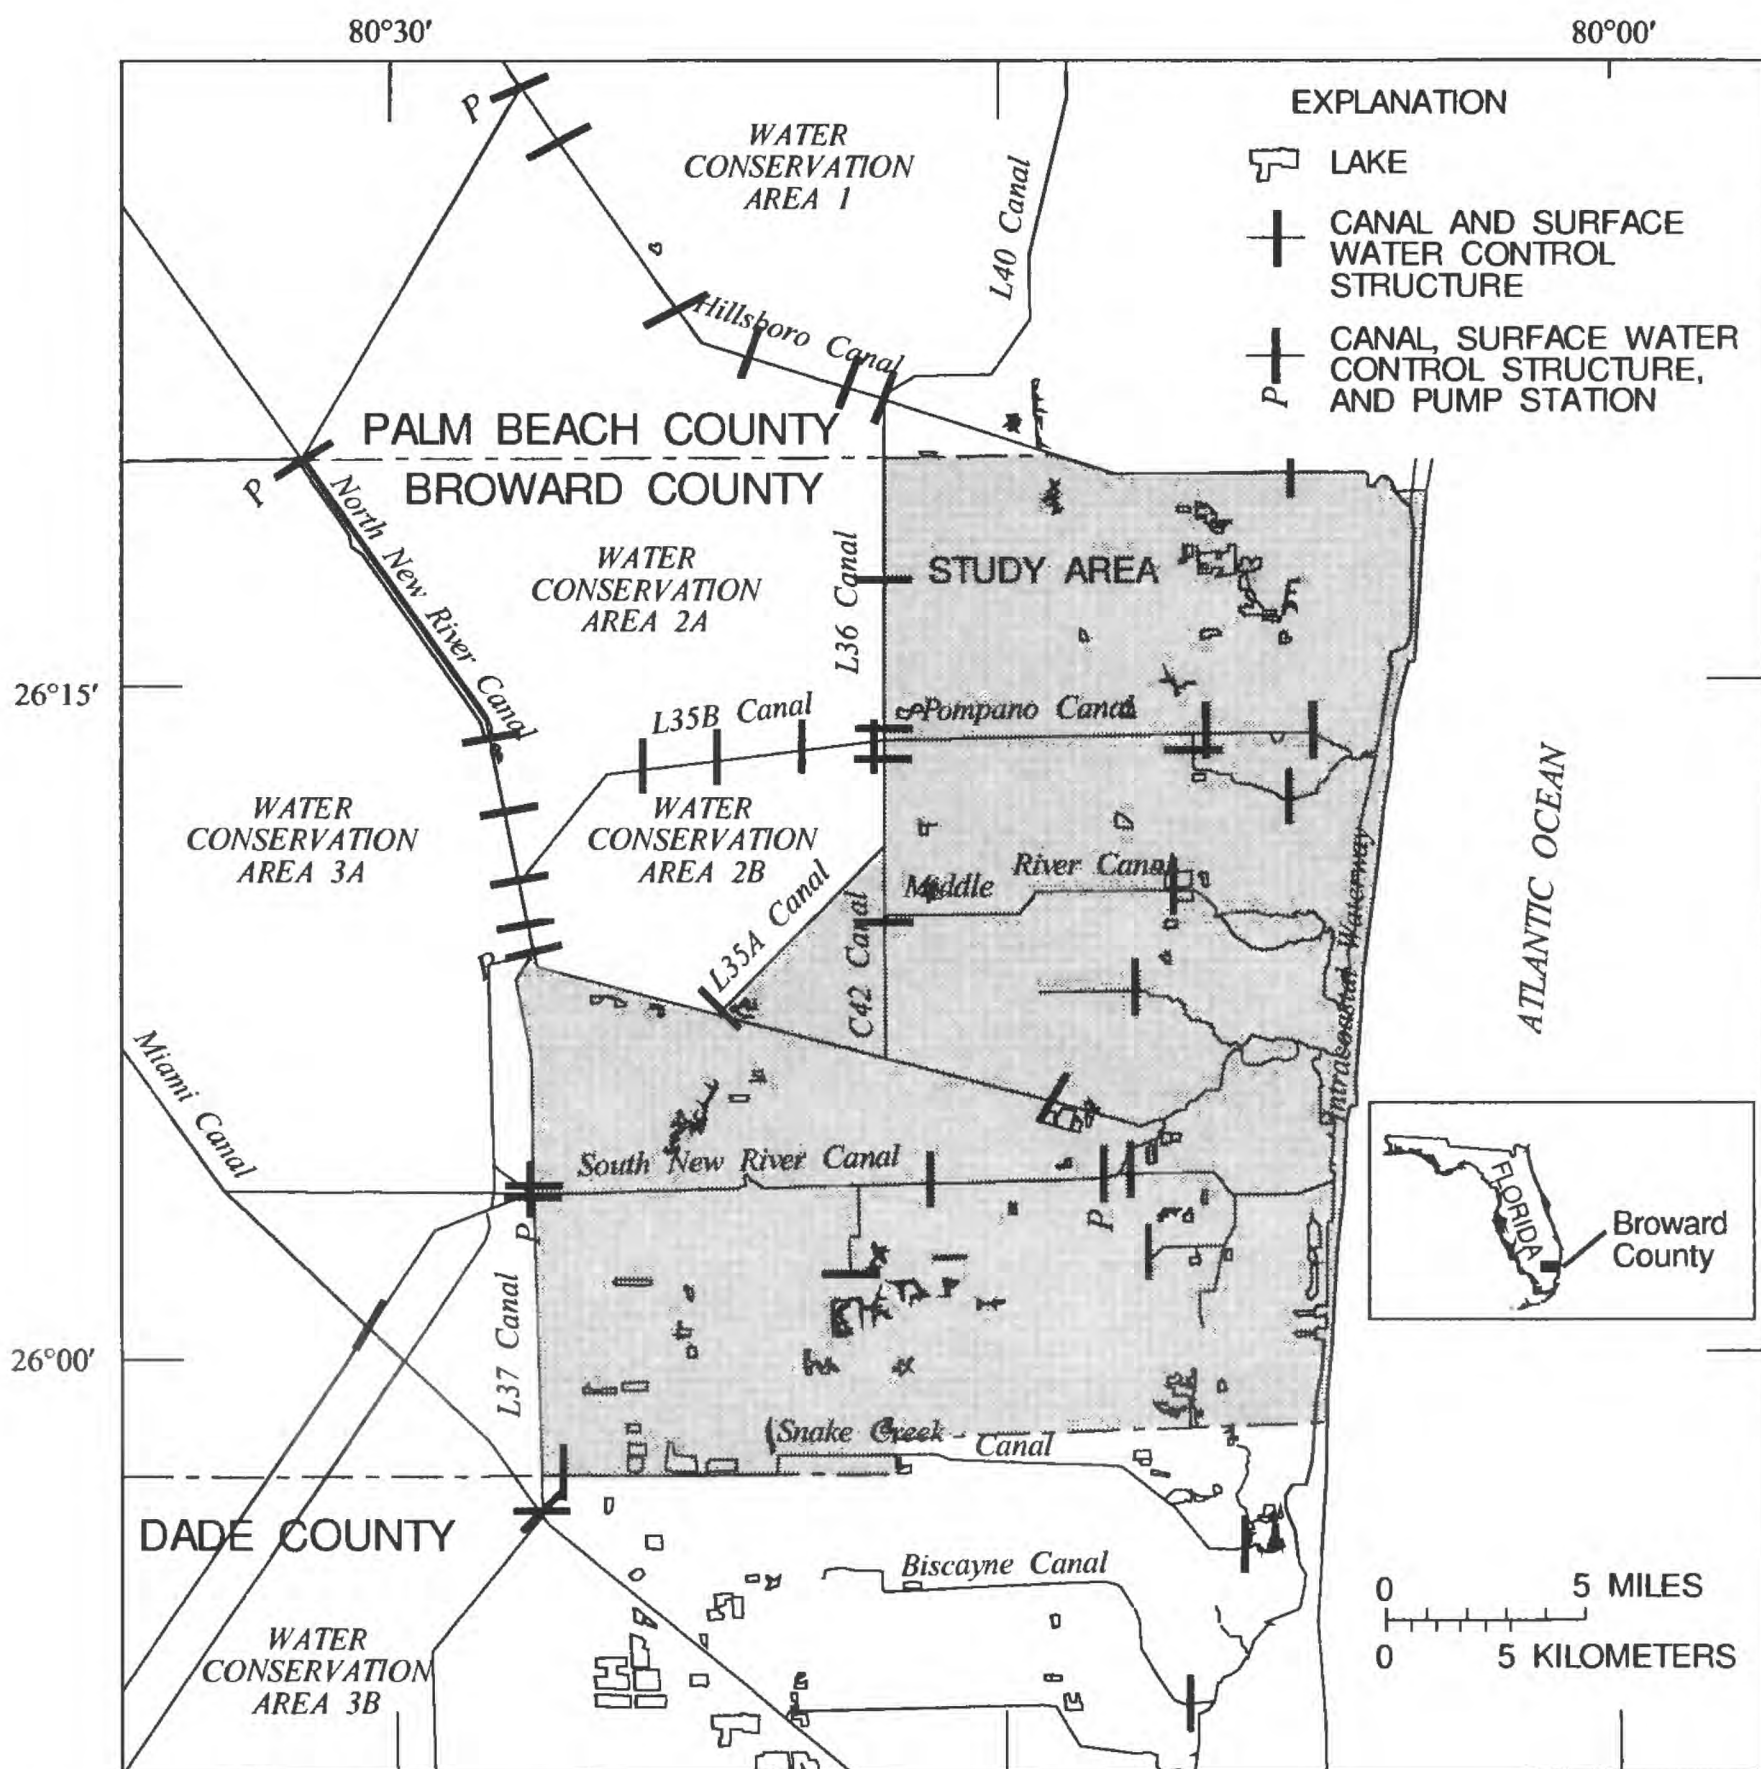 80°30′
80°00′
EXPLANATION
LAKE
CANAL AND SURFACE
WATER CONTROL
STRUCTURE
CANAL, SURFACE WATER
CONTROL STRUCTURE,
AND PUMP STATION
P
P
WATER
CONSERVATION
AREA 1
L40 Canal
Hillsboro Canal
PALM BEACH COUNTY
BROWARD COUNTY
P
North New River Canal
WATER
CONSERVATION
AREA 2A
L36 Canal
STUDY AREA
26°15′
L35B Canal
Pompano Canal
WATER
CONSERVATION
AREA 3A
WATER
CONSERVATION
AREA 2B
L35A Canal
C42 Canal
Middle River Canal
Intracoastal Waterway
ATLANTIC OCEAN
P
Miami Canal
South New River Canal
P
P
FLORIDA
Broward
County
L37 Canal
26°00′
Snake Creek Canal
DADE COUNTY
Biscayne Canal
WATER
CONSERVATION
AREA 3B
0 5 MILES
0 5 KILOMETERS